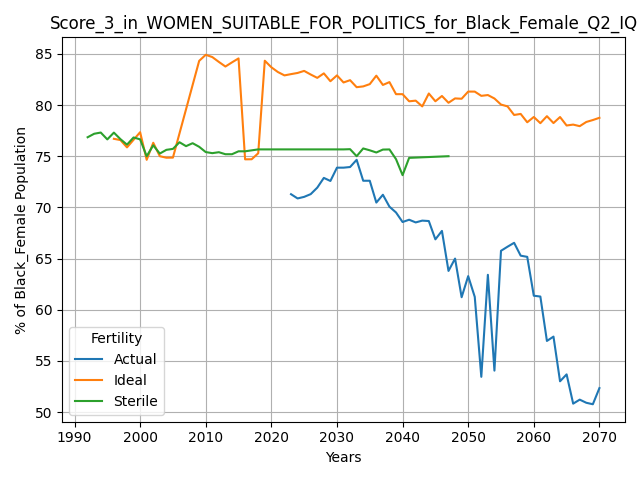 Score_3_in_WOMEN_SUITABLE_FOR_POLITICS_for_Black_Female_Q2_IQ
% of Black_Female Population
85
80
75
70
65
60
55
50
Fertility
Actual
Ideal
Sterile
1990 2000 2010 2020 2030 2040 2050 2060 2070
Years